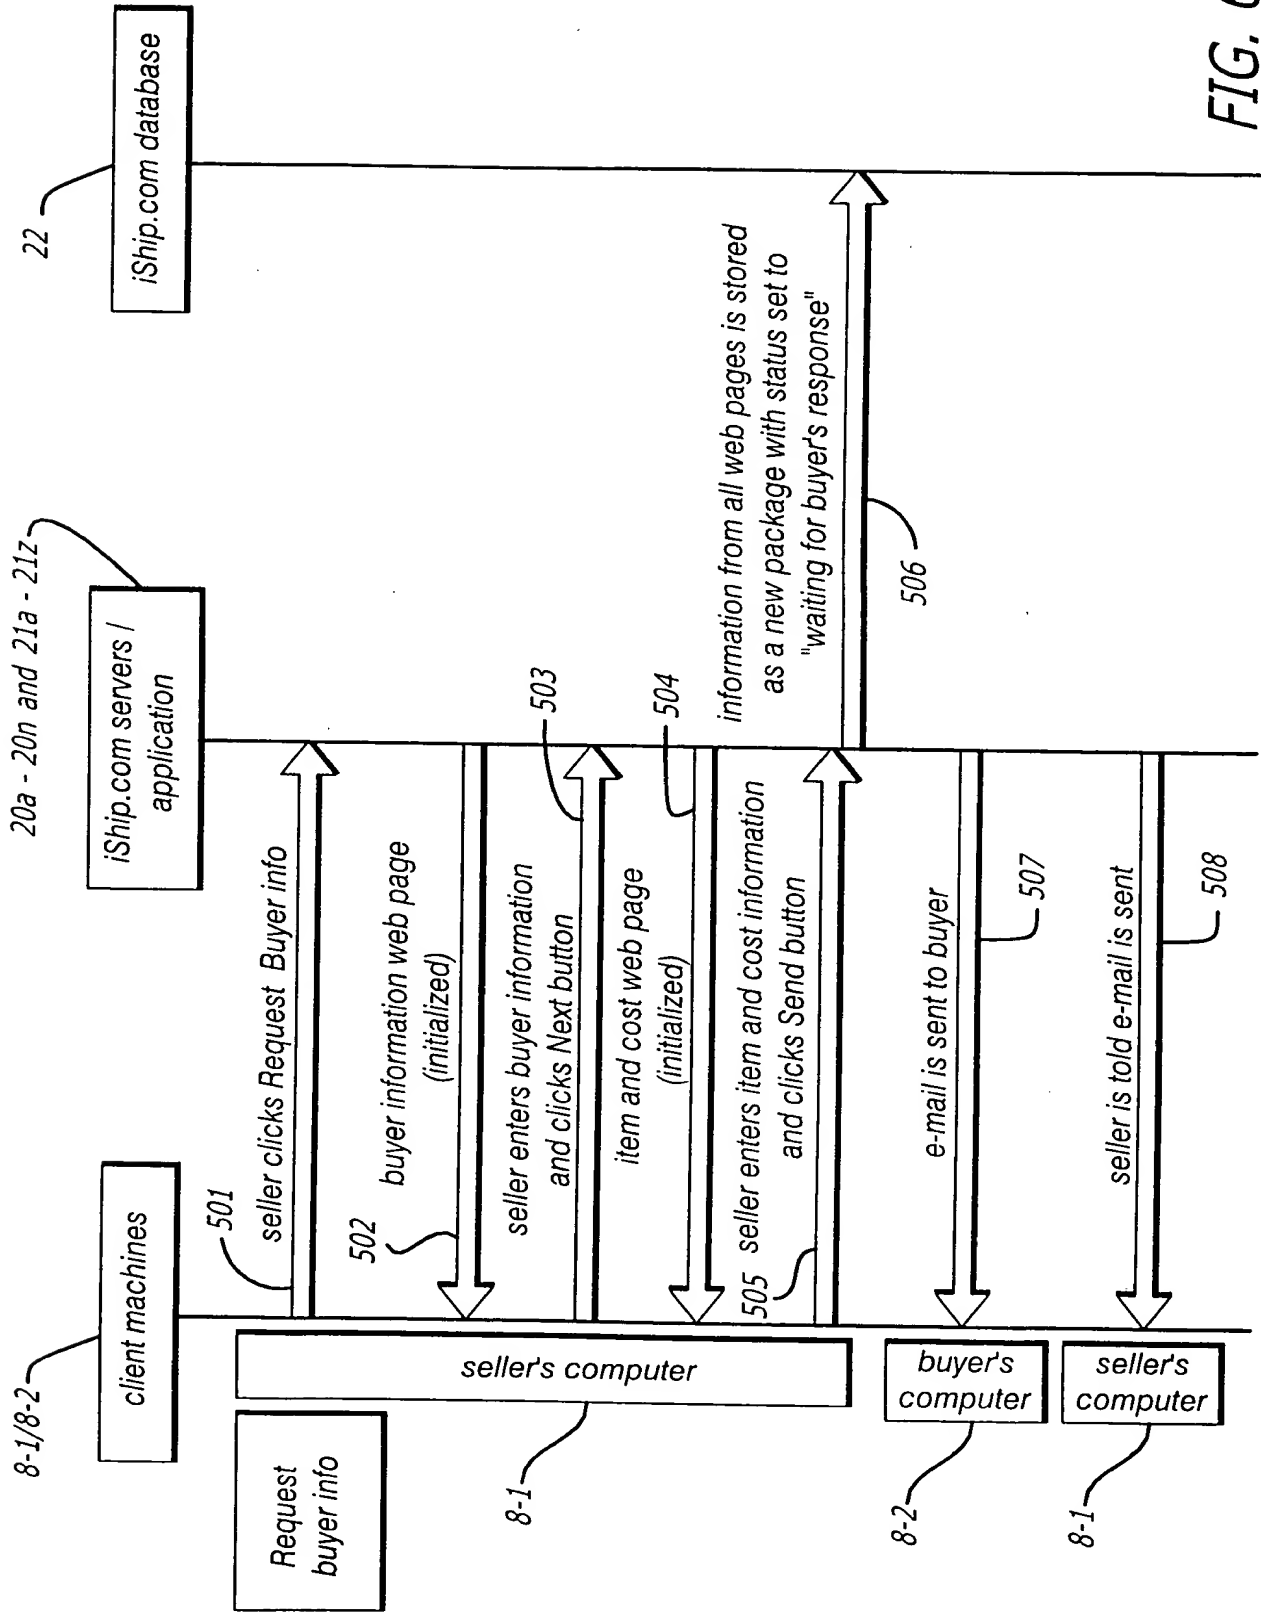 8-1/8-2
20a - 20n and 21a - 21z
22
client machines
iShip.com servers /
application
iShip.com database
Request
buyer info
seller's computer
8-1
501
seller clicks Request Buyer info
502
buyer information web page
(initialized)
seller enters buyer information
and clicks Next button
503
item and cost web page
(initialized)
504
505
seller enters item and cost information
and clicks Send button
information from all web pages is stored
as a new package with status set to
"waiting for buyer's response"
506
buyer's
computer
8-2
e-mail is sent to buyer
507
seller's
computer
8-1
seller is told e-mail is sent
508
FIG.